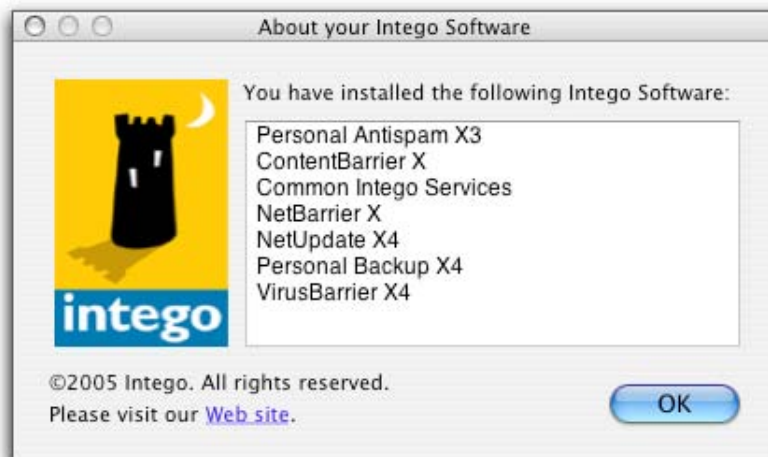 About your Intego Software
You have installed the following Intego Software:
Personal Antispam X3
ContentBarrier X
Common Intego Services
NetBarrier X
NetUpdate X4
Personal Backup X4
VirusBarrier X4
intego
©2005 Intego. All rights reserved.
Please visit our Web site.
OK